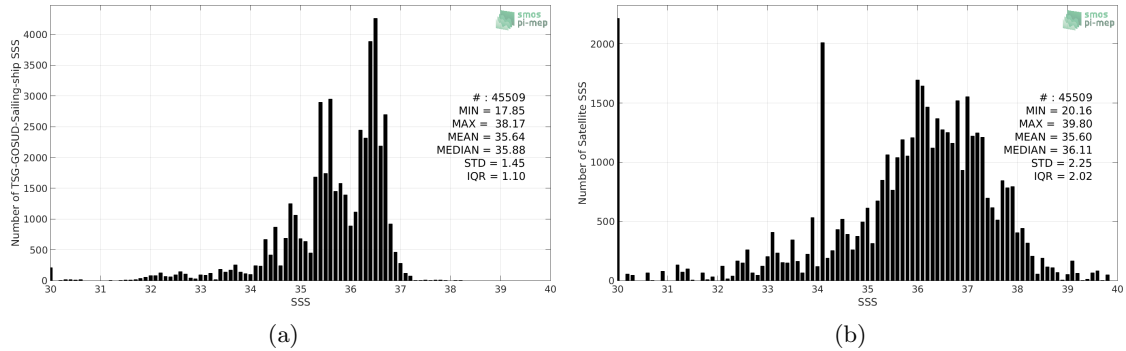 smos
pi-mep
4000
3500
3000
2500
2000
1500
1000
500
0
Number of TSG-GOSUD-Sailing-ship SSS
# : 45509
MIN = 17.85
MAX = 38.17
MEAN = 35.64
MEDIAN = 35.88
STD = 1.45
IQR = 1.10
30 31 32 33 34 35 36 37 38 39 40
SSS
(a)
smos
pi-mep
2000
1500
1000
500
0
Number of Satellite SSS
# : 45509
MIN = 20.16
MAX = 39.80
MEAN = 35.60
MEDIAN = 36.11
STD = 2.25
IQR = 2.02
30 31 32 33 34 35 36 37 38 39 40
SSS
(b)